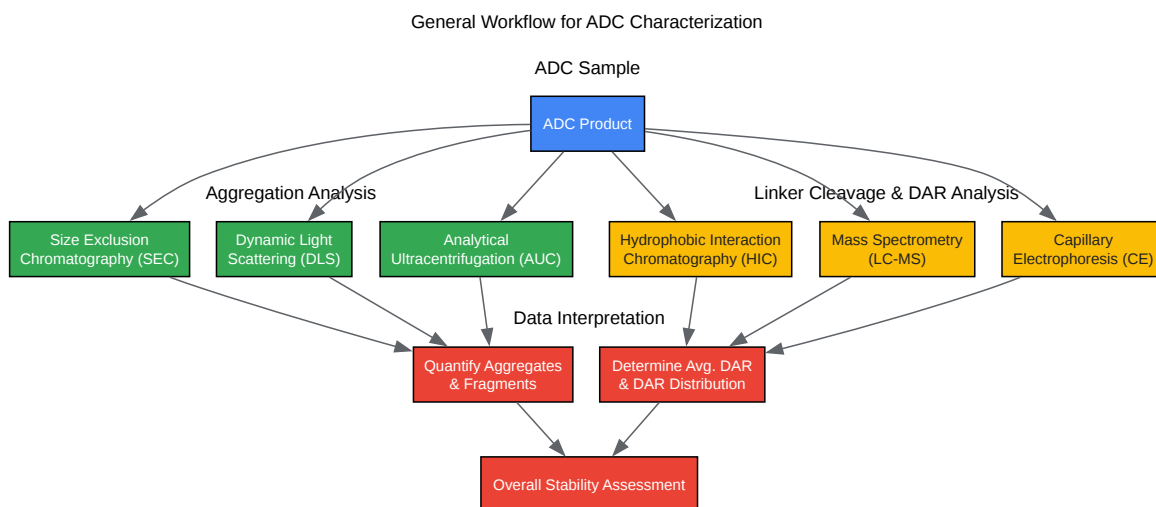 General Workflow for ADC Characterization
ADC Sample
ADC Product
Aggregation Analysis
Linker Cleavage & DAR Analysis
Size Exclusion
Chromatography (SEC)
Dynamic Light
Scattering (DLS)
Analytical
Ultracentrifugation (AUC)
Hydrophobic Interaction
Chromatography (HIC)
Mass Spectrometry
(LC-MS)
Capillary
Electrophoresis (CE)
Data Interpretation
Quantify Aggregates
& Fragments
Determine Avg. DAR
& DAR Distribution
Overall Stability Assessment